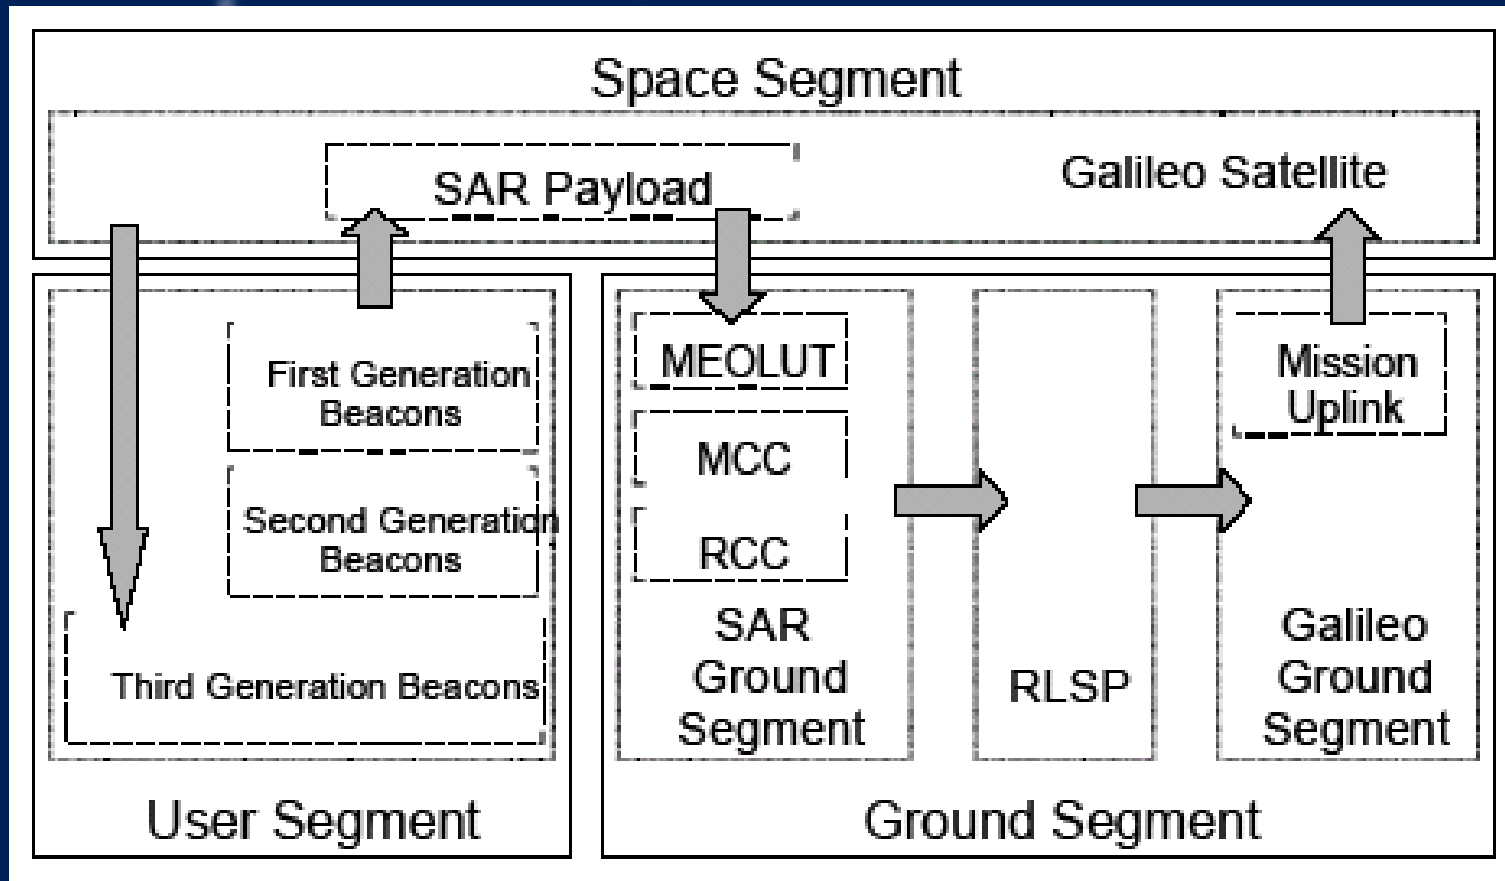 Space Segment
SAR Payload
Galileo Satellite
First Generation
Beacons
Second Generation
Beacons
Third Generation Beacons
User Segment
MEOLUT
MCC
RCC
SAR
Ground
Segment
RLSP
Mission
Uplink
Galileo
Ground
Segment
Ground Segment